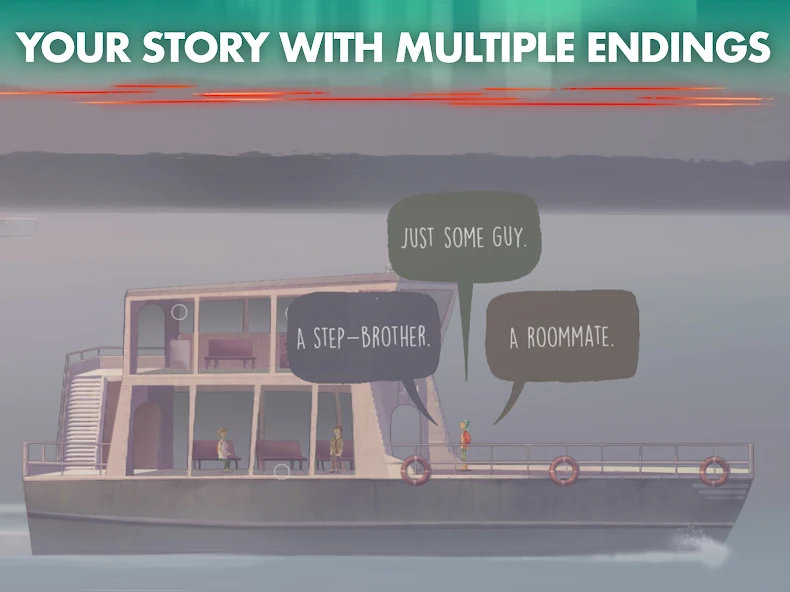 YOUR STORY WITH MULTIPLE ENDINGS
JUST SOME GUY.
A STEP-BROTHER.
A ROOMMATE.